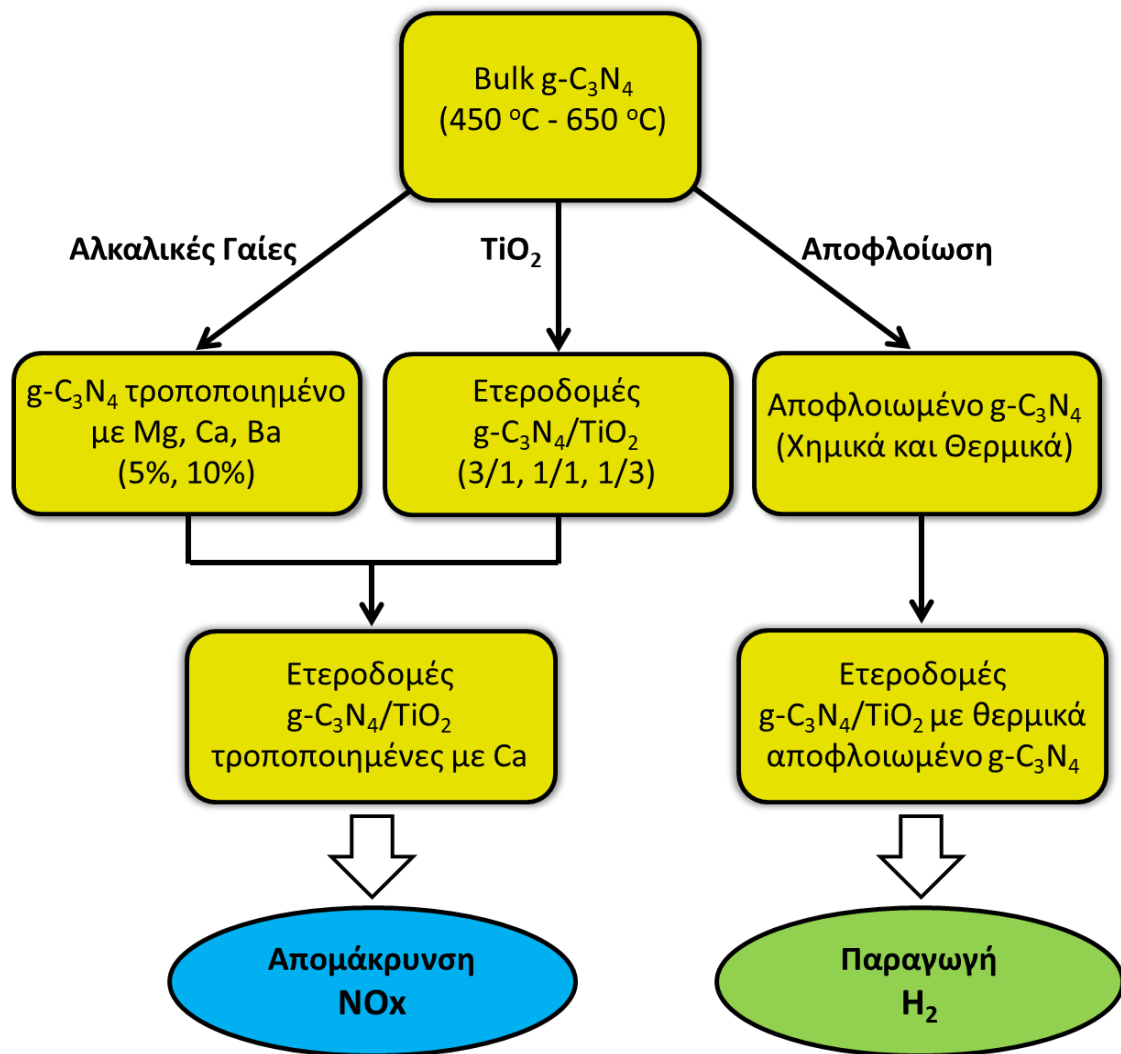 Bulk g-C₃N₄
(450 ᵒC - 650 ᵒC)
Αλκαλικές Γαίες
TiO₂
Αποφλοίωση
g-C₃N₄ τροποποιημένο
με Mg, Ca, Ba
(5%, 10%)
Ετεροδομές
g-C₃N₄/TiO₂
(3/1, 1/1, 1/3)
Αποφλοιωμένο g-C₃N₄
(Χημικά και Θερμικά)
Ετεροδομές
g-C₃N₄/TiO₂
τροποποιημένες με Ca
Ετεροδομές
g-C₃N₄/TiO₂ με θερμικά
αποφλοιωμένο g-C₃N₄
Απομάκρυνση
NOx
Παραγωγή
H₂